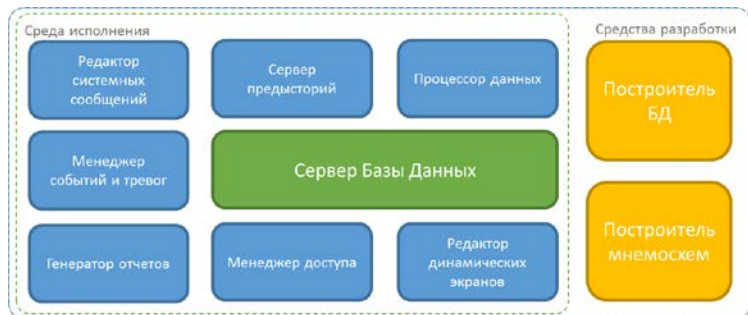 Среда исполнения
Средства разработки
Редактор
системных
сообщений
Сервер
предысторий
Процессор данных
Построитель
БД
Менеджер
событий и тревог
Сервер Базы Данных
Генератор отчетов
Менеджер доступа
Редактор
динамических
экранов
Построитель
мнемосхем